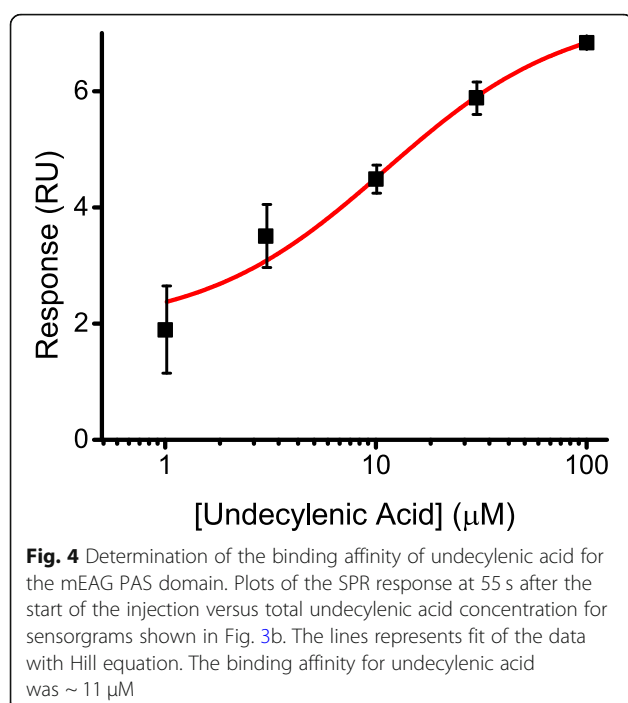 6
4
2
0
Response (RU)
1 10 100
[Undecylenic Acid] (μM)
Fig. 4 Determination of the binding affinity of undecylenic acid for
the mEAG PAS domain. Plots of the SPR response at 55 s after the
start of the injection versus total undecylenic acid concentration for
sensorgrams shown in Fig. 3b. The lines represents fit of the data
with Hill equation. The binding affinity for undecylenic acid
was ~ 11 μM